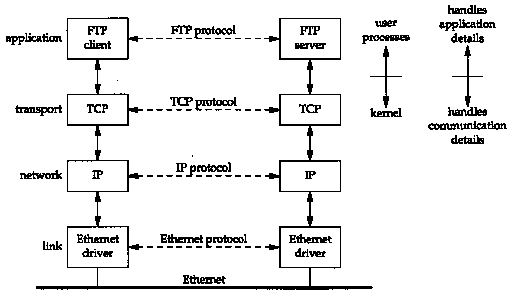 application
FTP
client
FTP protocol
FTP
server
user
processes
handles
application
details
transport
TCP
TCP protocol
TCP
kernel
handles
communication
details
network
IP
IP protocol
IP
link
Ethernet
driver
Ethernet protocol
Ethernet
driver
Ethernet